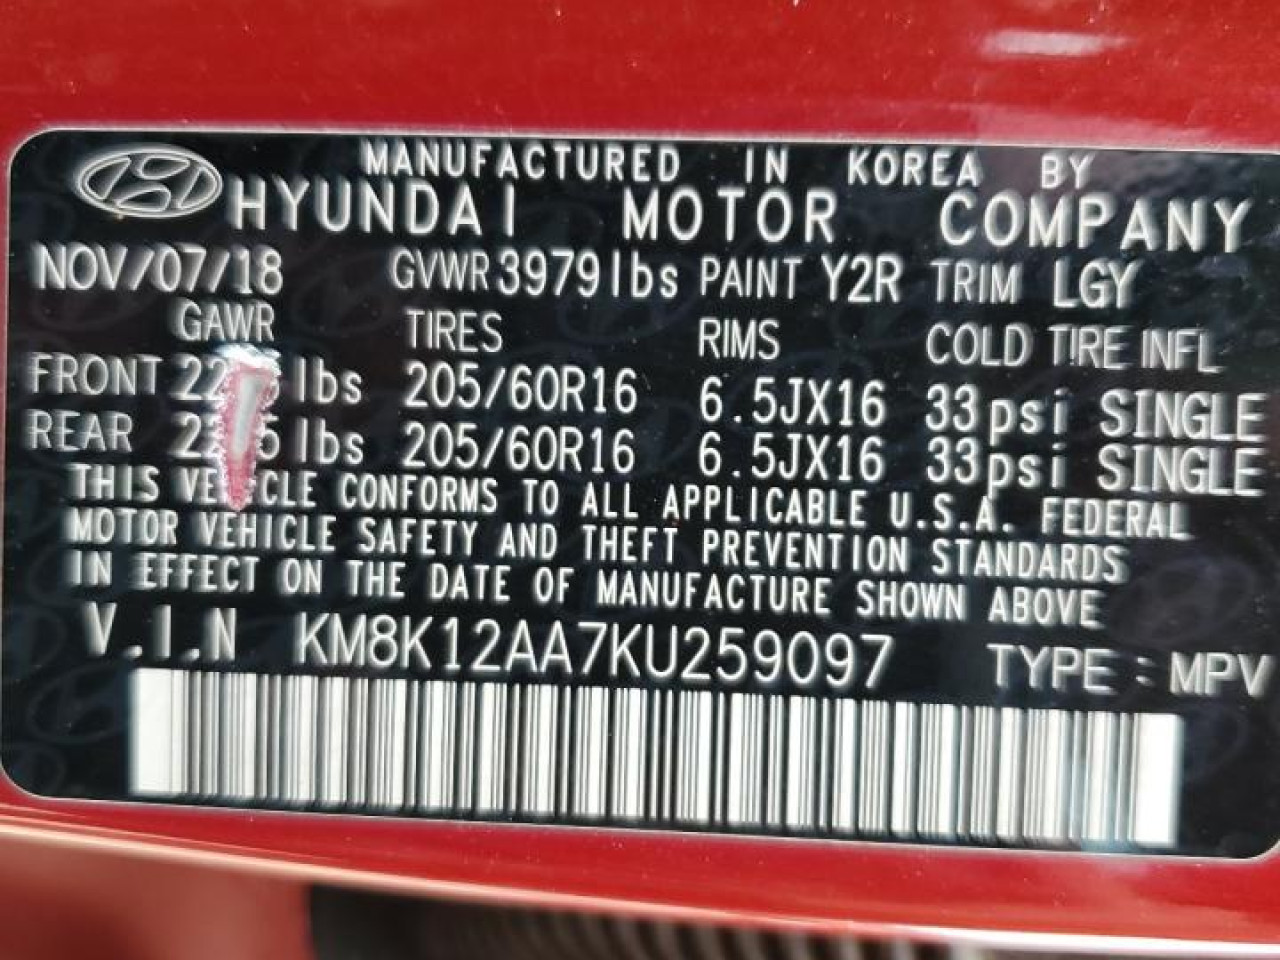 MANUFACTURED IN KOREA BY
HYUNDAI MOTOR COMPANY
NOV/07/18 GVWR 3979lbs PAINT Y2R TRIM LGY
GAWR TIRES RIMS COLD TIRE INFL
FRONT lbs 205/60R16 6.5JX16 33psi SINGLE
REAR lbs 205/60R16 6.5JX16 33psi SINGLE
THIS VEHICLE CONFORMS TO ALL APPLICABLE U.S.A. FEDERAL
MOTOR VEHICLE SAFETY AND THEFT PREVENTION STANDARDS
IN EFFECT ON THE DATE OF MANUFACTURE SHOWN ABOVE
V.I.N KM8K12AA7KU259097 TYPE : MPV